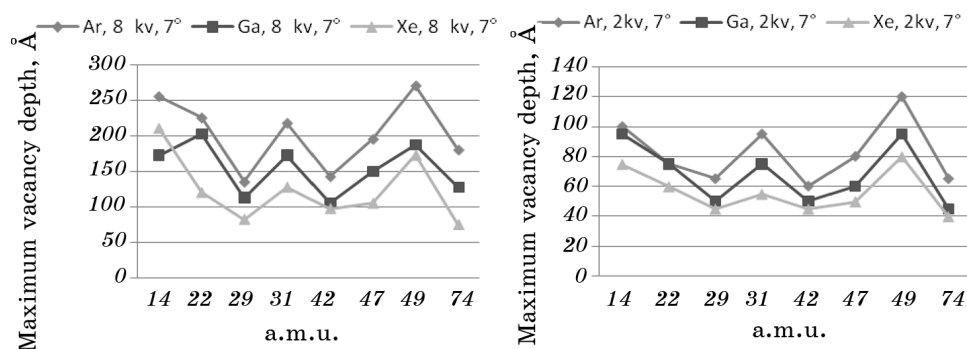 Ar, 8 kv, 7° Ga, 8 kv, 7° Xe, 8 kv, 7°
Maximum vacancy depth, °A
300
250
200
150
100
50
0
14 22 29 31 42 47 49 74
a.m.u.
Ar, 2kv, 7° Ga, 2kv, 7° Xe, 2kv, 7°
Maximum vacancy depth, °A
140
120
100
80
60
40
20
0
14 22 29 31 42 47 49 74
a.m.u.